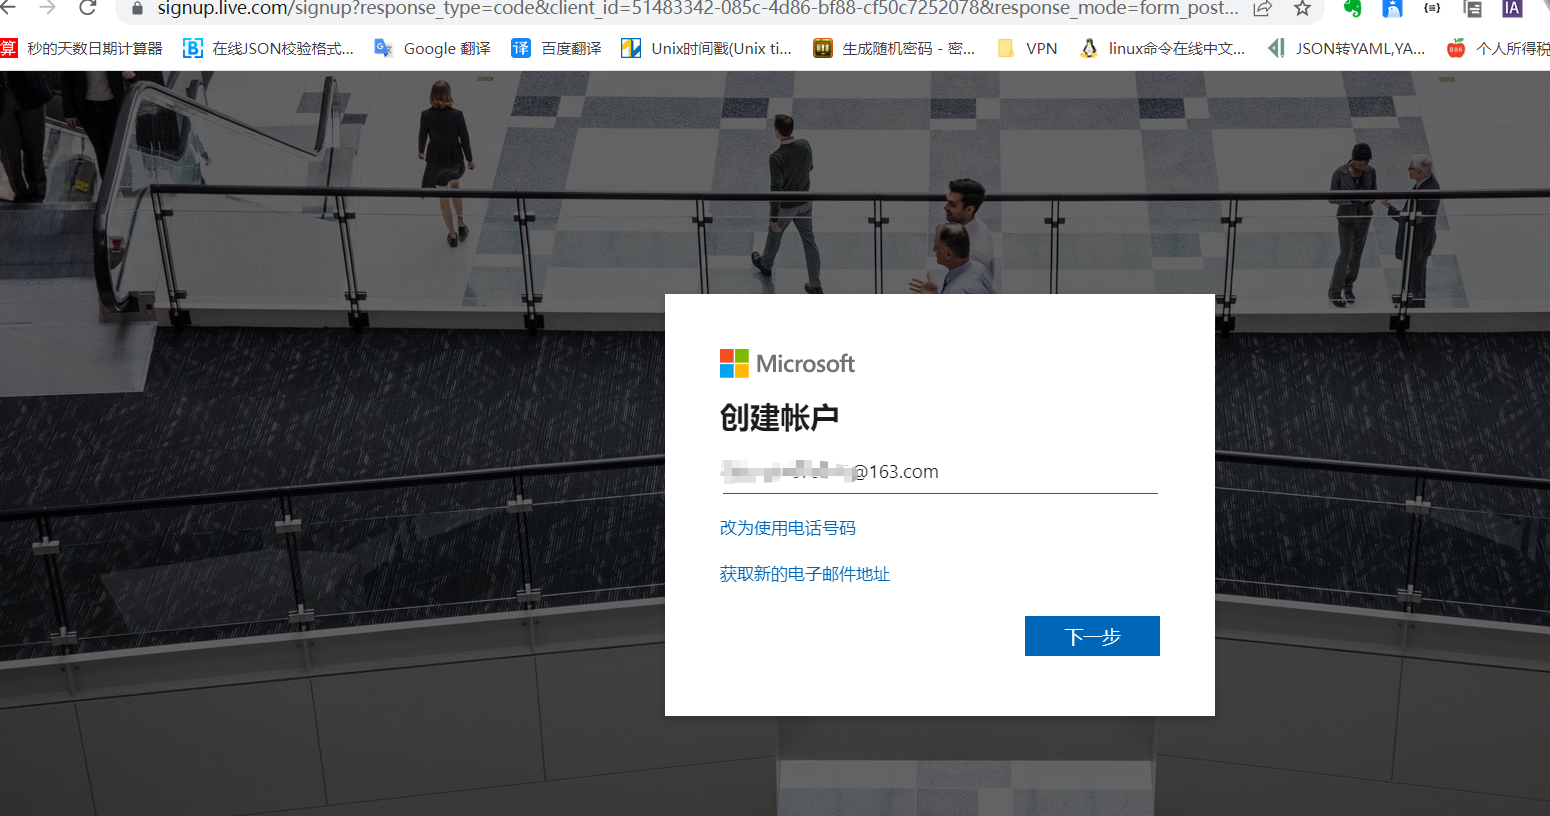 signup.live.com/signup?response_type=code&client_id=51483342-085c-4d86-bf88-cf50c7252078&response_mode=form_post...
算 秒的天数日期计算器 在线JSON校验格式... Google 翻译 译 百度翻译 Unix时间戳(Unix ti... 生成随机密码 - 密... VPN linux命令在线中文... JSON转YAML,YA... 个人所得税
Microsoft
创建帐户
@163.com
改为使用电话号码
获取新的电子邮件地址
下一步